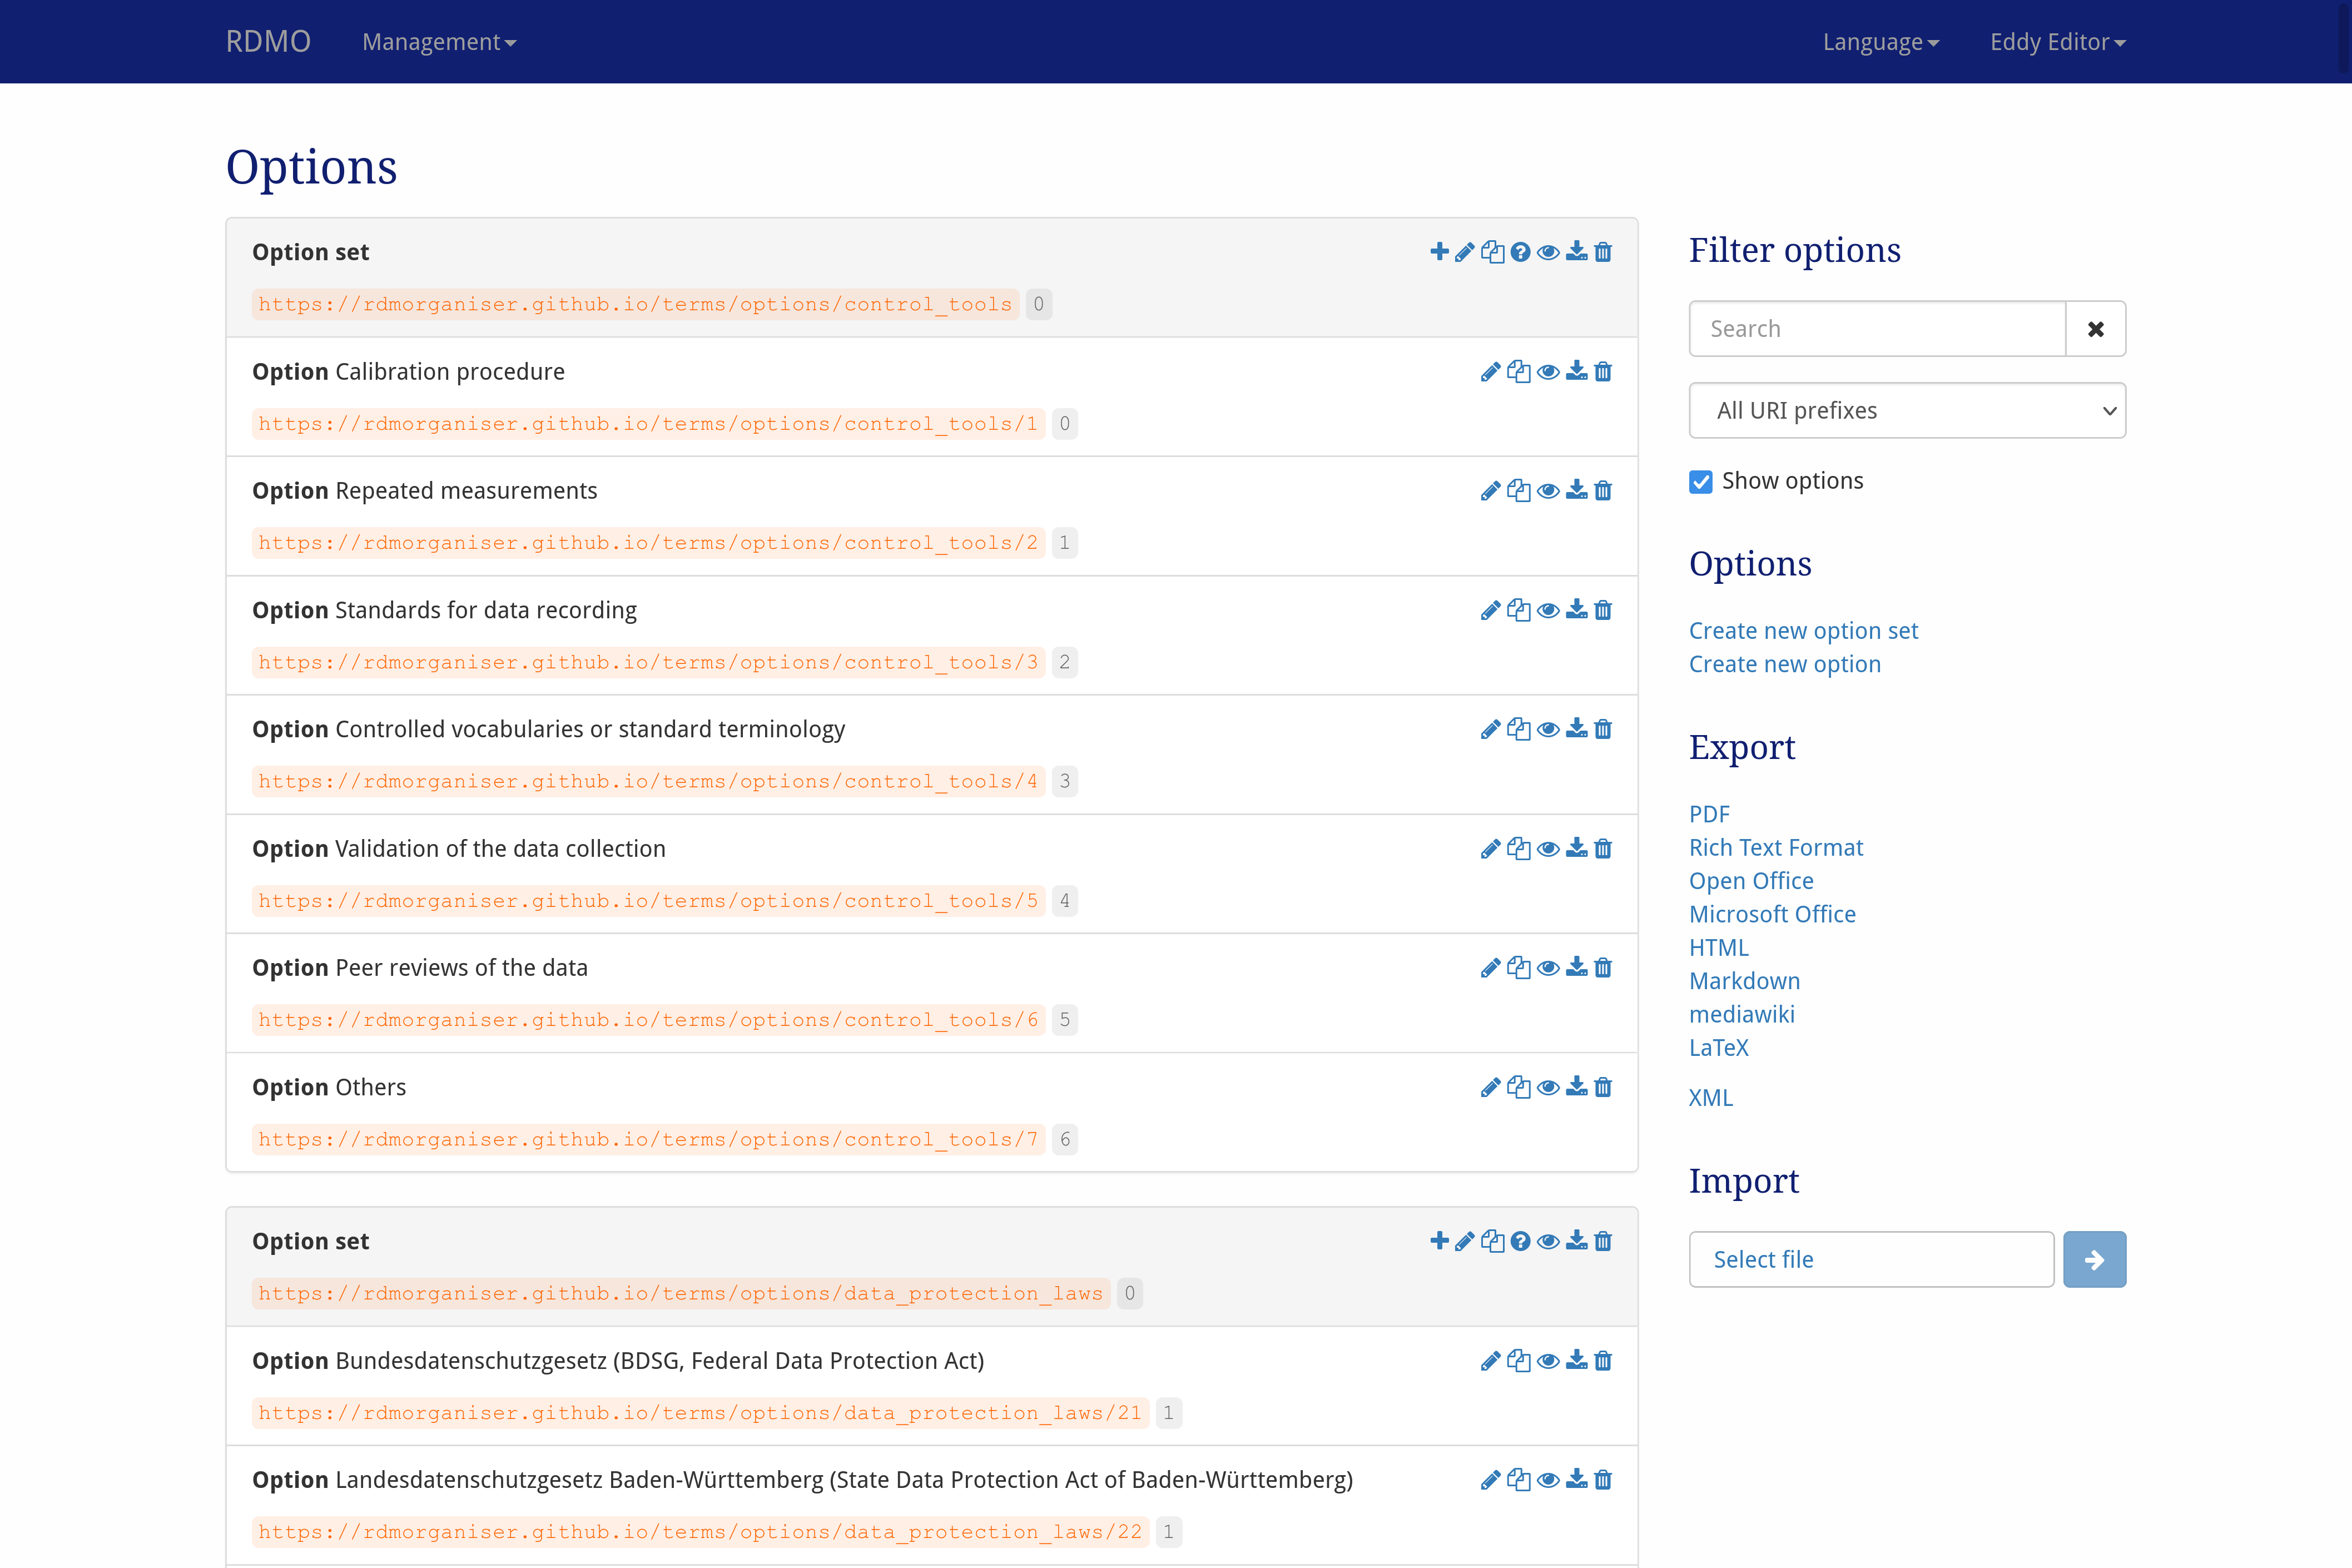 RDMO Management Language Eddy Editor
Options
Option set
https://rdmorganiser.github.io/terms/options/control_tools 0
Option Calibration procedure
https://rdmorganiser.github.io/terms/options/control_tools/1 0
Option Repeated measurements
https://rdmorganiser.github.io/terms/options/control_tools/2 1
Option Standards for data recording
https://rdmorganiser.github.io/terms/options/control_tools/3 2
Option Controlled vocabularies or standard terminology
https://rdmorganiser.github.io/terms/options/control_tools/4 3
Option Validation of the data collection
https://rdmorganiser.github.io/terms/options/control_tools/5 4
Option Peer reviews of the data
https://rdmorganiser.github.io/terms/options/control_tools/6 5
Option Others
https://rdmorganiser.github.io/terms/options/control_tools/7 6
Option set
https://rdmorganiser.github.io/terms/options/data_protection_laws 0
Option Bundesdatenschutzgesetz (BDSG, Federal Data Protection Act)
https://rdmorganiser.github.io/terms/options/data_protection_laws/21 1
Option Landesdatenschutzgesetz Baden-Württemberg (State Data Protection Act of Baden-Württemberg)
https://rdmorganiser.github.io/terms/options/data_protection_laws/22 1
Filter options
Search
All URI prefixes
Show options
Options
Create new option set
Create new option
Export
PDF
Rich Text Format
Open Office
Microsoft Office
HTML
Markdown
mediawiki
LaTeX
XML
Import
Select file